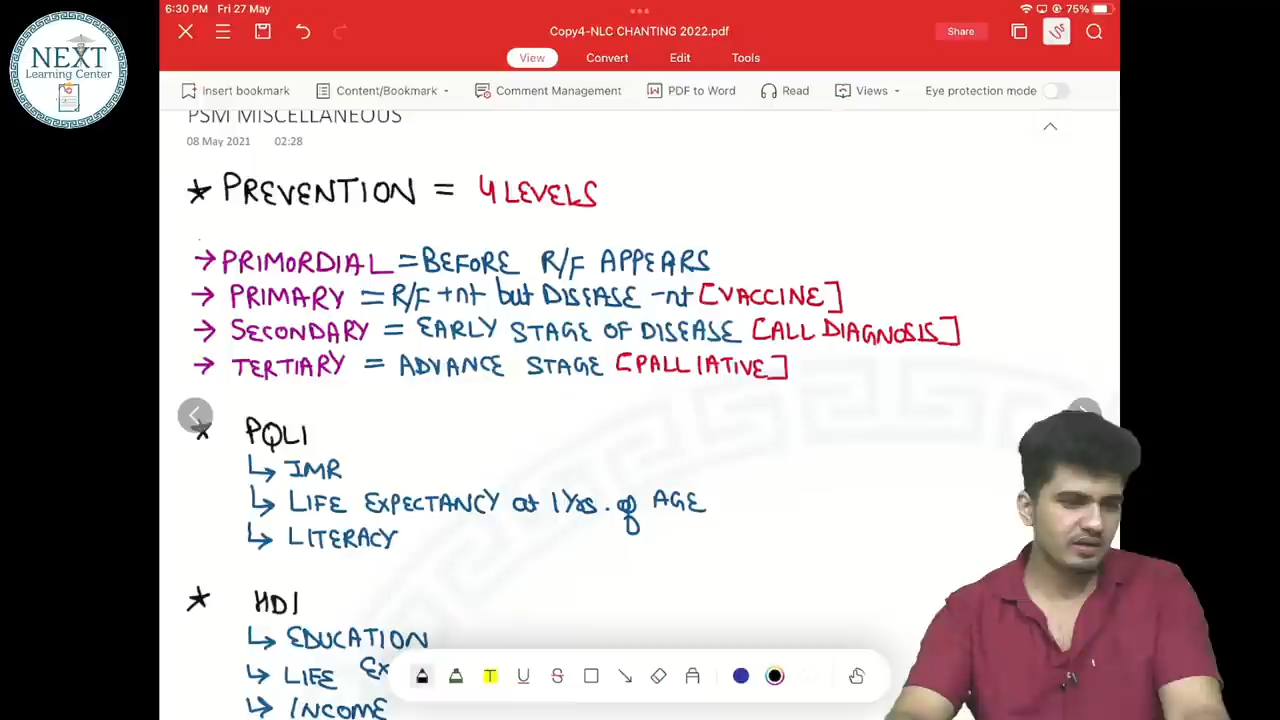 6:30 PM Fri 27 May
75%
NEXT
Learning Center
Copy4-NLC CHANTING 2022.pdf
Share
View Convert Edit Tools
Insert bookmark Content/Bookmark Comment Management PDF to Word Read Views Eye protection mode
PSM MISCELLANEOUS
08 May 2021 02:28
★ PREVENTION = 4 LEVELS
→ PRIMORDIAL = BEFORE R/F APPEARS
→ PRIMARY = R/F +nt but DISEASE -nt [VACCINE]
→ SECONDARY = EARLY STAGE OF DISEASE [ALL DIAGNOSIS]
→ TERTIARY = ADVANCE STAGE [PALLIATIVE]
★ PQLI
↳ IMR
↳ LIFE EXPECTANCY at 1 Yrs. of AGE
↳ LITERACY
★ HDI
↳ EDUCATION
↳ LIFE EX
↳ INCOME
T U S